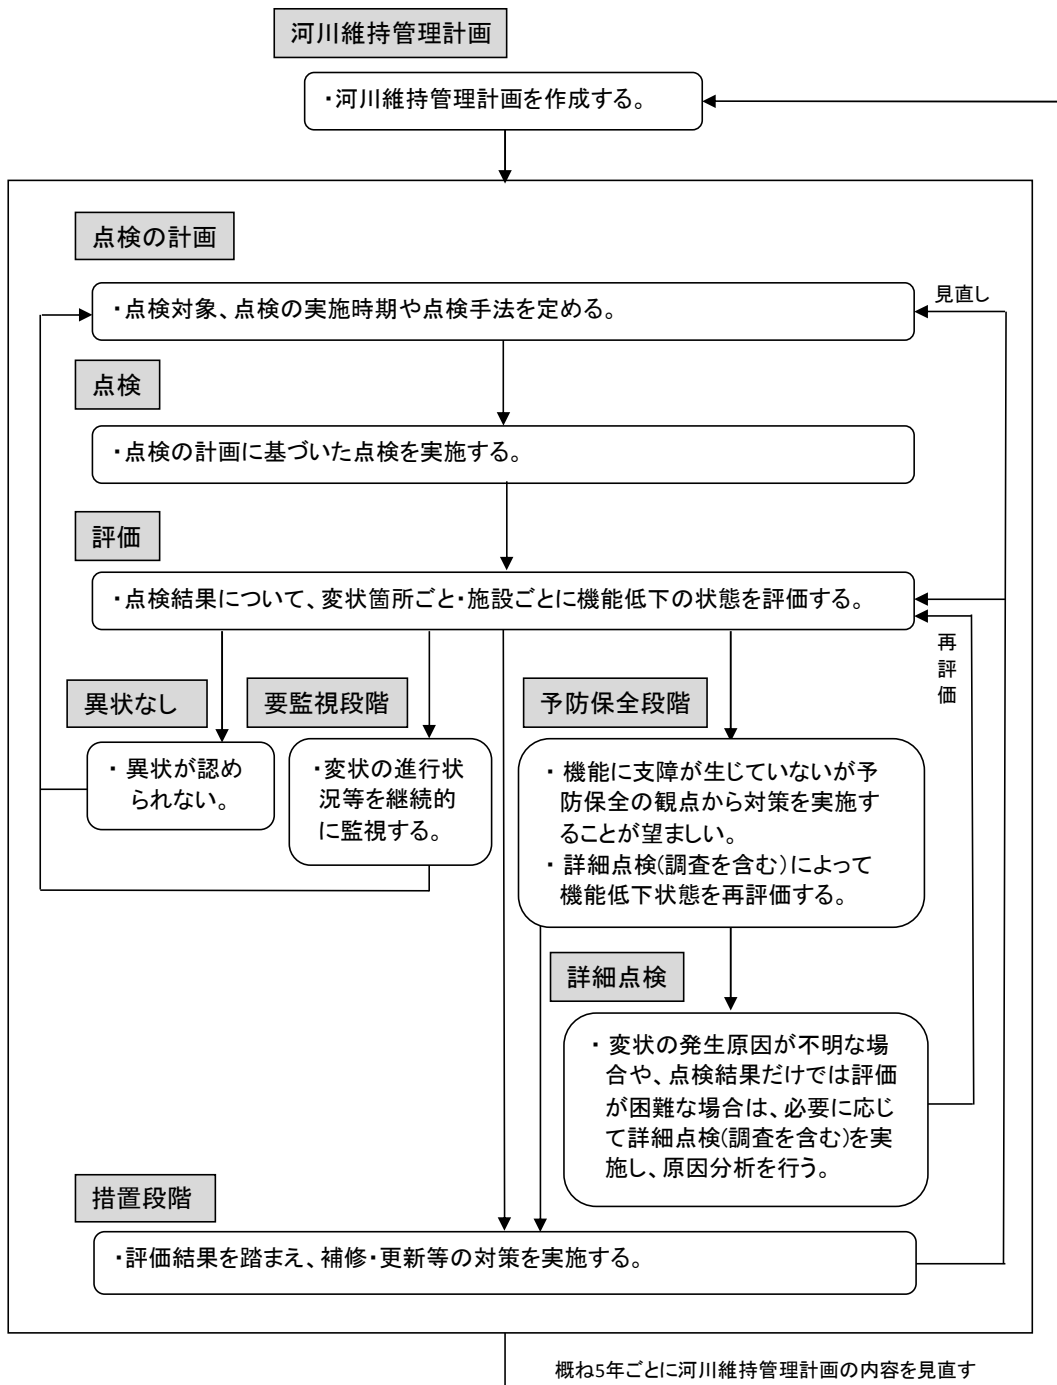 河川維持管理計画
・河川維持管理計画を作成する。
点検の計画
見直し
・点検対象、点検の実施時期や点検手法を定める。
点検
・点検の計画に基づいた点検を実施する。
評価
・点検結果について、変状箇所ごと・施設ごとに機能低下の状態を評価する。
再
評
価
異状なし
要監視段階
予防保全段階
・ 異状が認め
られない。
・変状の進行状
況等を継続的
に監視する。
・ 機能に支障が生じていないが予
防保全の観点から対策を実施す
ることが望ましい。
・ 詳細点検(調査を含む)によって
機能低下状態を再評価する。
詳細点検
・ 変状の発生原因が不明な場
合や、点検結果だけでは評価
が困難な場合は、必要に応じ
て詳細点検(調査を含む)を実
施し、原因分析を行う。
措置段階
・評価結果を踏まえ、補修・更新等の対策を実施する。
概ね5年ごとに河川維持管理計画の内容を見直す